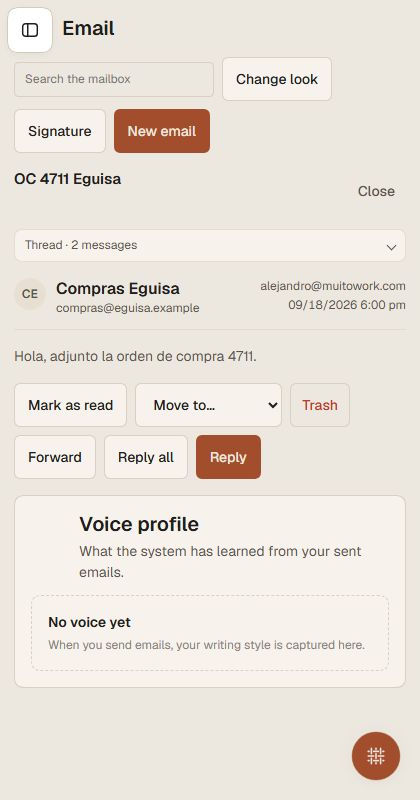 Email
Search the mailbox
Change look
Signature
New email
OC 4711 Eguisa
Close
Thread · 2 messages
CE
Compras Eguisa
compras@eguisa.example
alejandro@muitowork.com
09/18/2026 6:00 pm
Hola, adjunto la orden de compra 4711.
Mark as read
Move to...
Trash
Forward
Reply all
Reply
Voice profile
What the system has learned from your sent
emails.
No voice yet
When you send emails, your writing style is captured here.